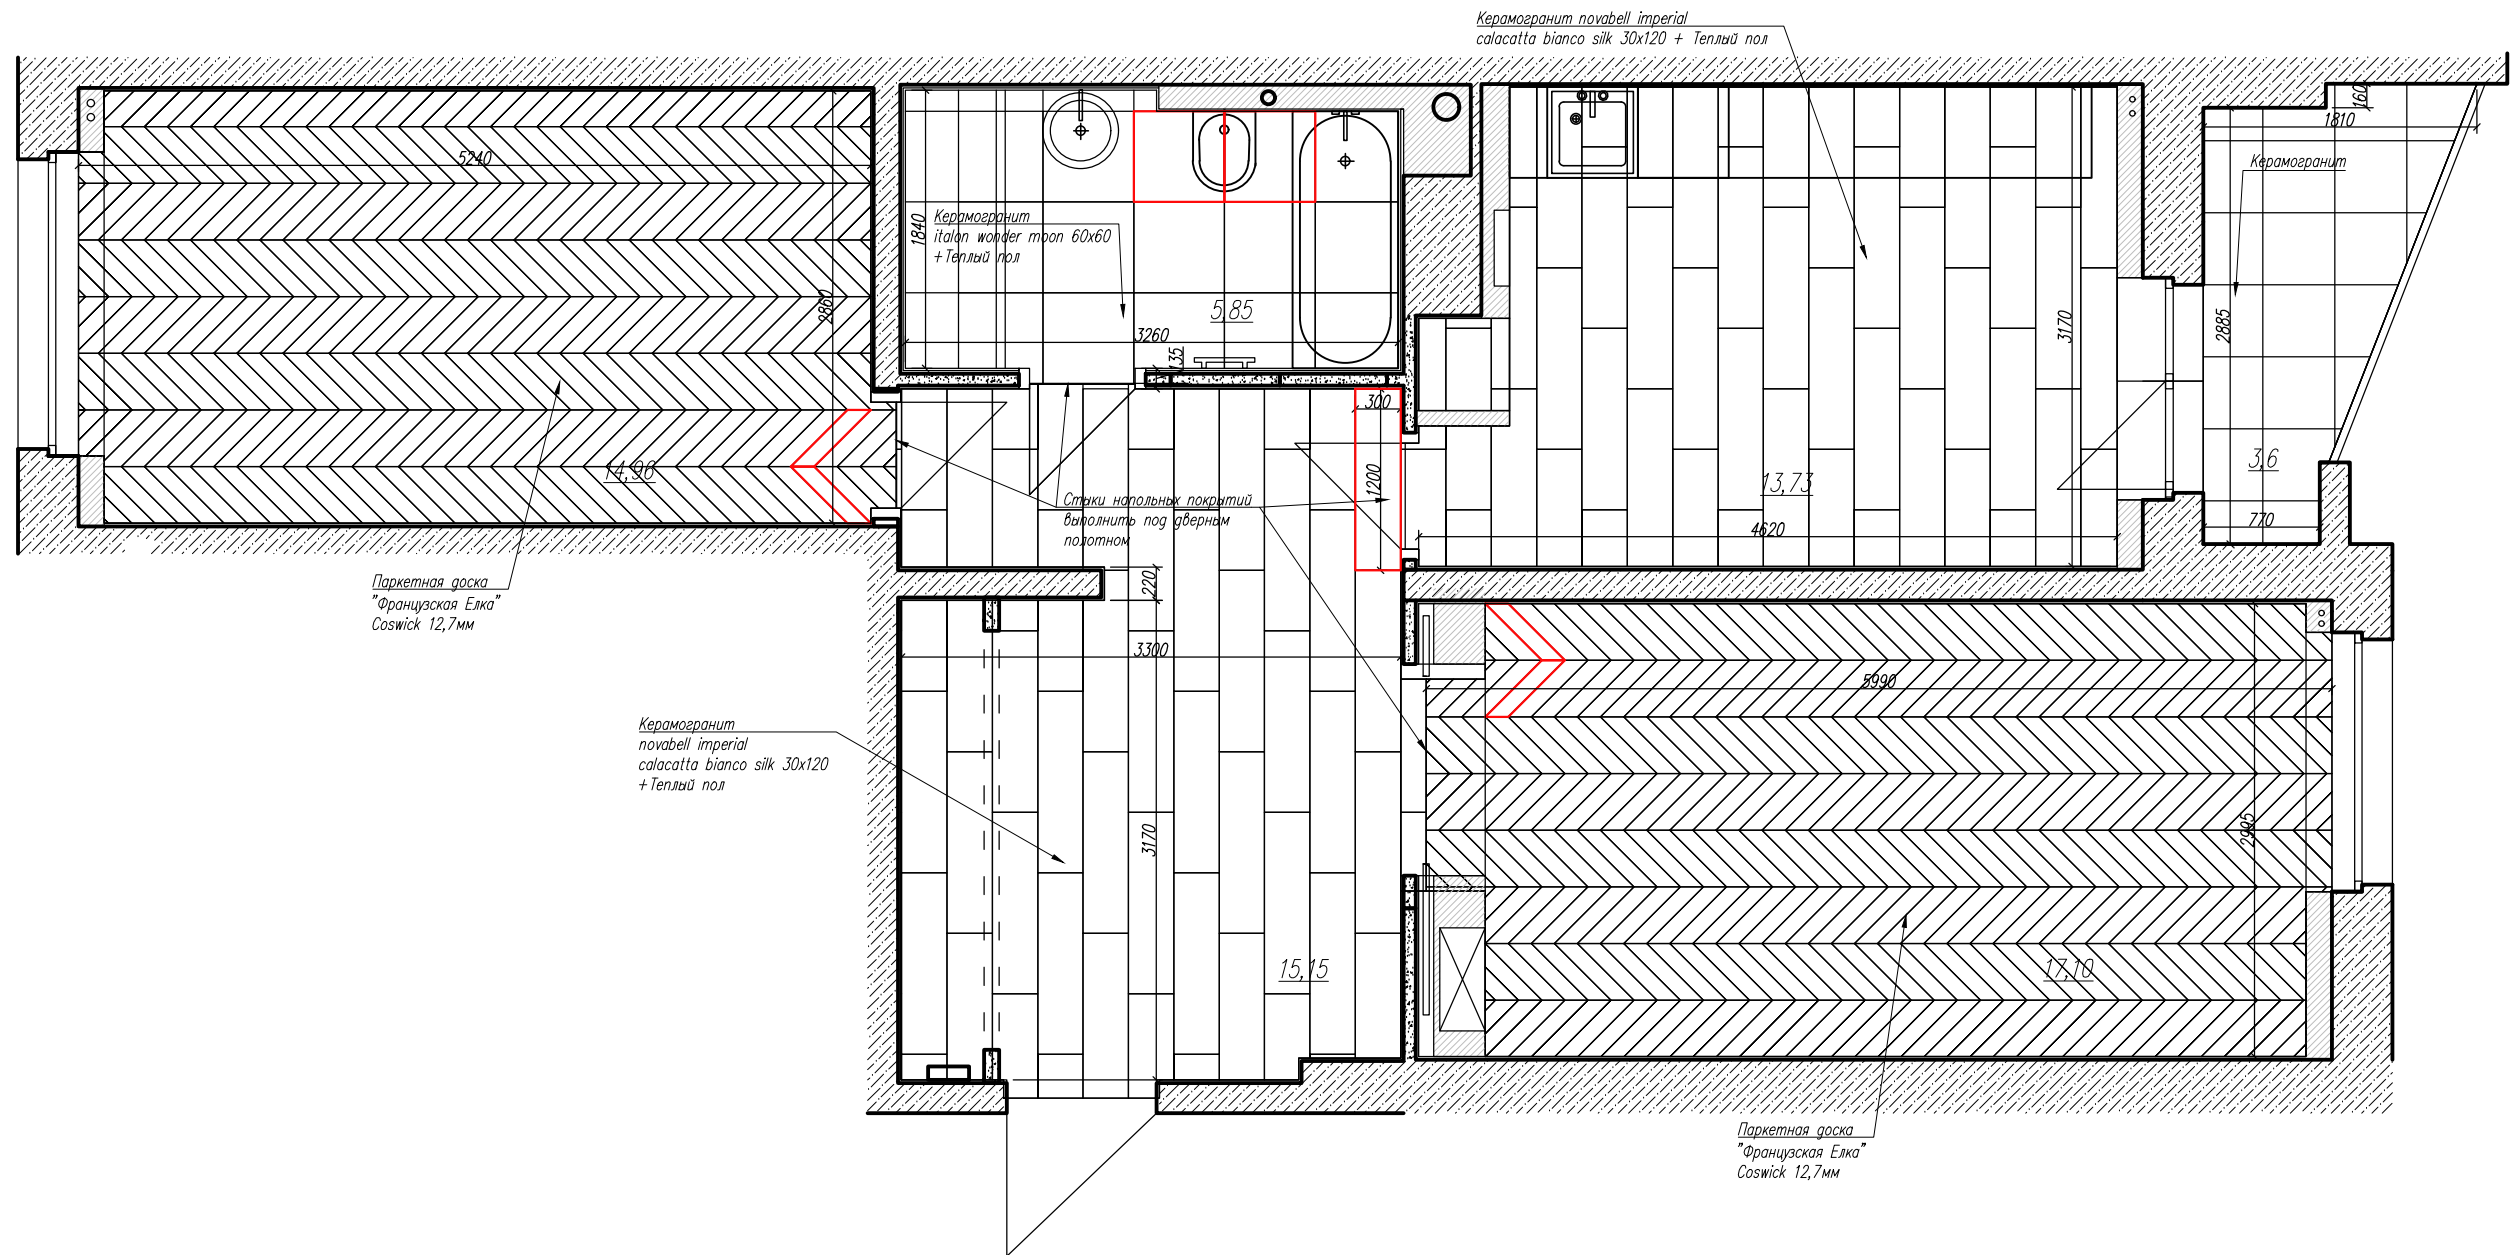 Керамогранит novabell imperial
calacatta bianco silk 30x120 + Теплый пол
160
1810
5240
Керамогранит
1840
Керамогранит
italon wonder moon 60x60
+Теплый пол
2860
5,85
3260
135
3170
2885
300
14,96
1200
13,73
3,6
Стыки напольных покрытий
выполнить под дверным
полотном
4620
770
Паркетная доска
"Французская Елка"
Coswick 12,7мм
220
3300
5990
Керамогранит
novabell imperial
calacatta bianco silk 30x120
+Теплый пол
3170
2995
15,15
17,10
Паркетная доска
"Французская Елка"
Coswick 12,7мм